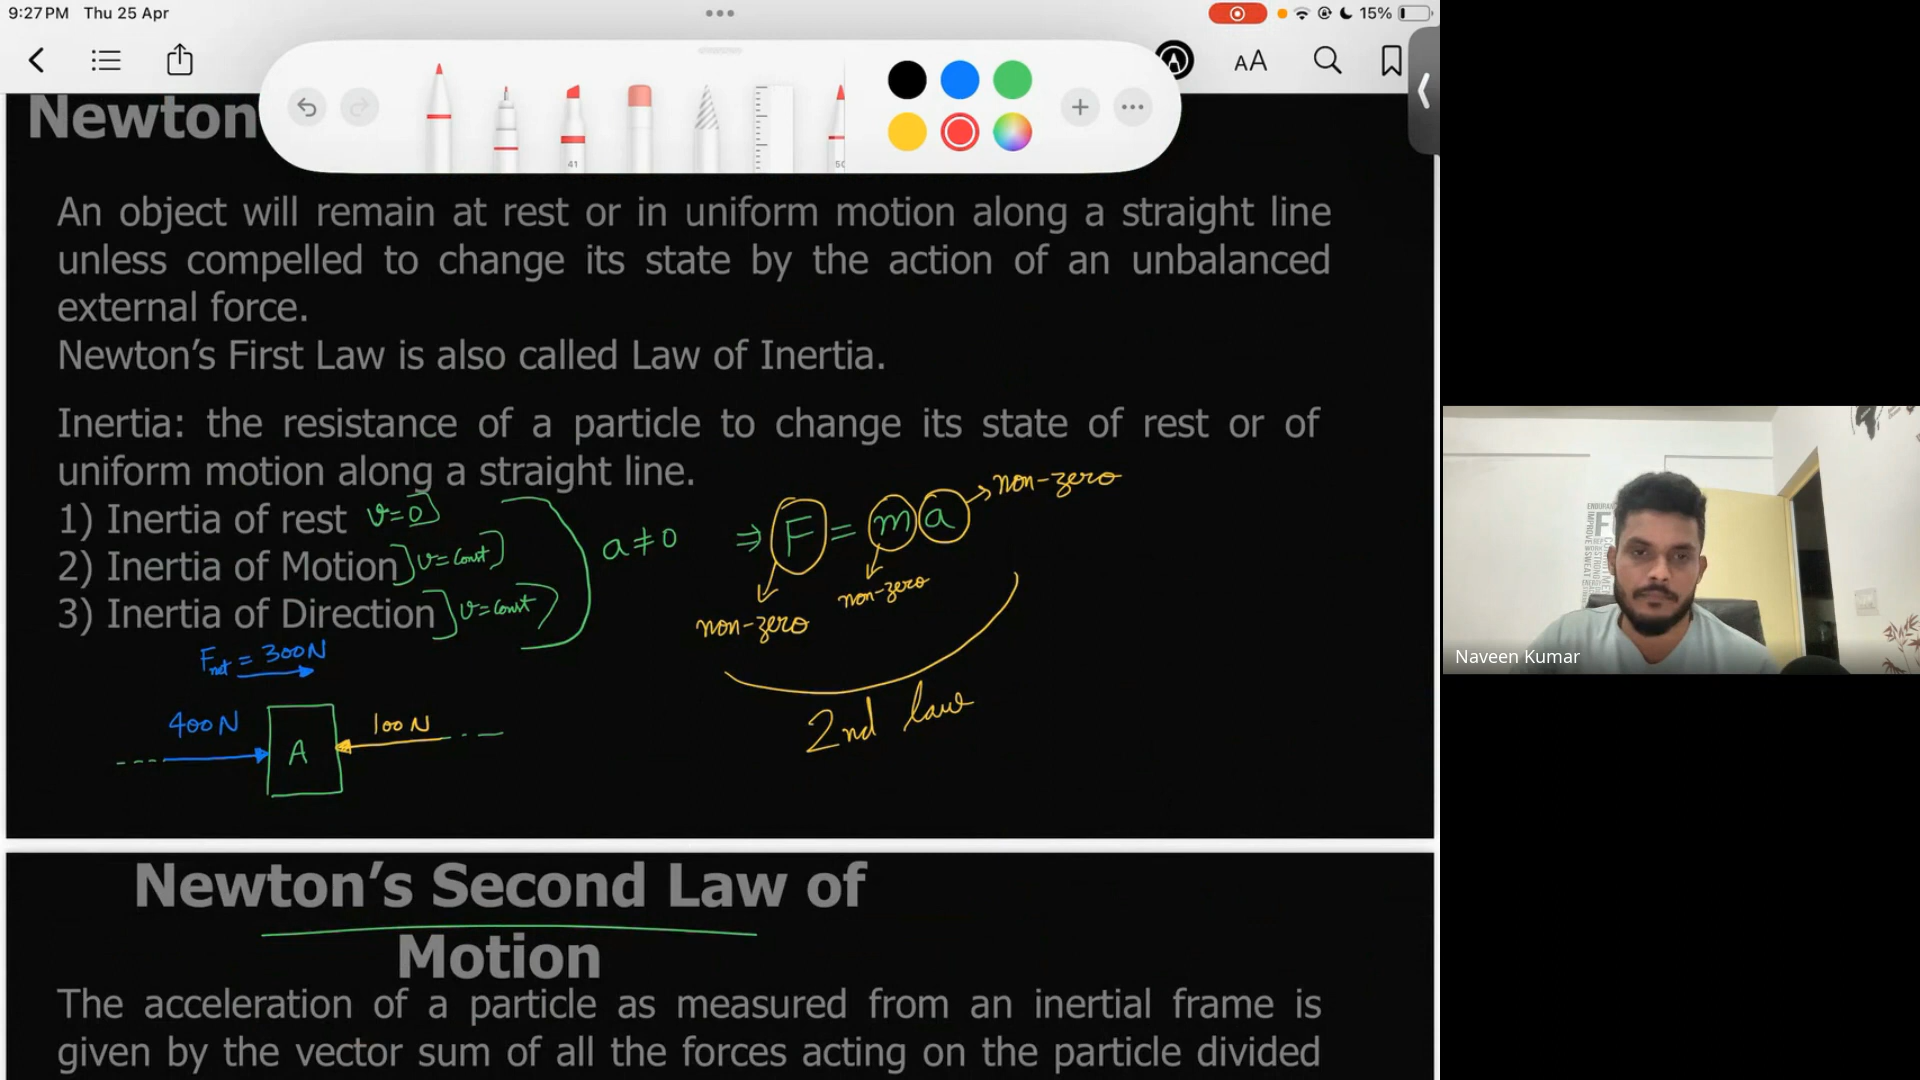 9:27 PM Thu 25 Apr
15%
AA
41
50
Newton
An object will remain at rest or in uniform motion along a straight line
unless compelled to change its state by the action of an unbalanced
external force.
Newton's First Law is also called Law of Inertia.
Inertia: the resistance of a particle to change its state of rest or of
uniform motion along a straight line.
1) Inertia of rest v=0
2) Inertia of Motion v=const
3) Inertia of Direction v=const
a≠0 ⇒ F = m a → non-zero
non-zero
non-zero
2nd law
Fnet = 300N
400N
A
100 N
Newton's Second Law of
Motion
The acceleration of a particle as measured from an inertial frame is
given by the vector sum of all the forces acting on the particle divided
Naveen Kumar